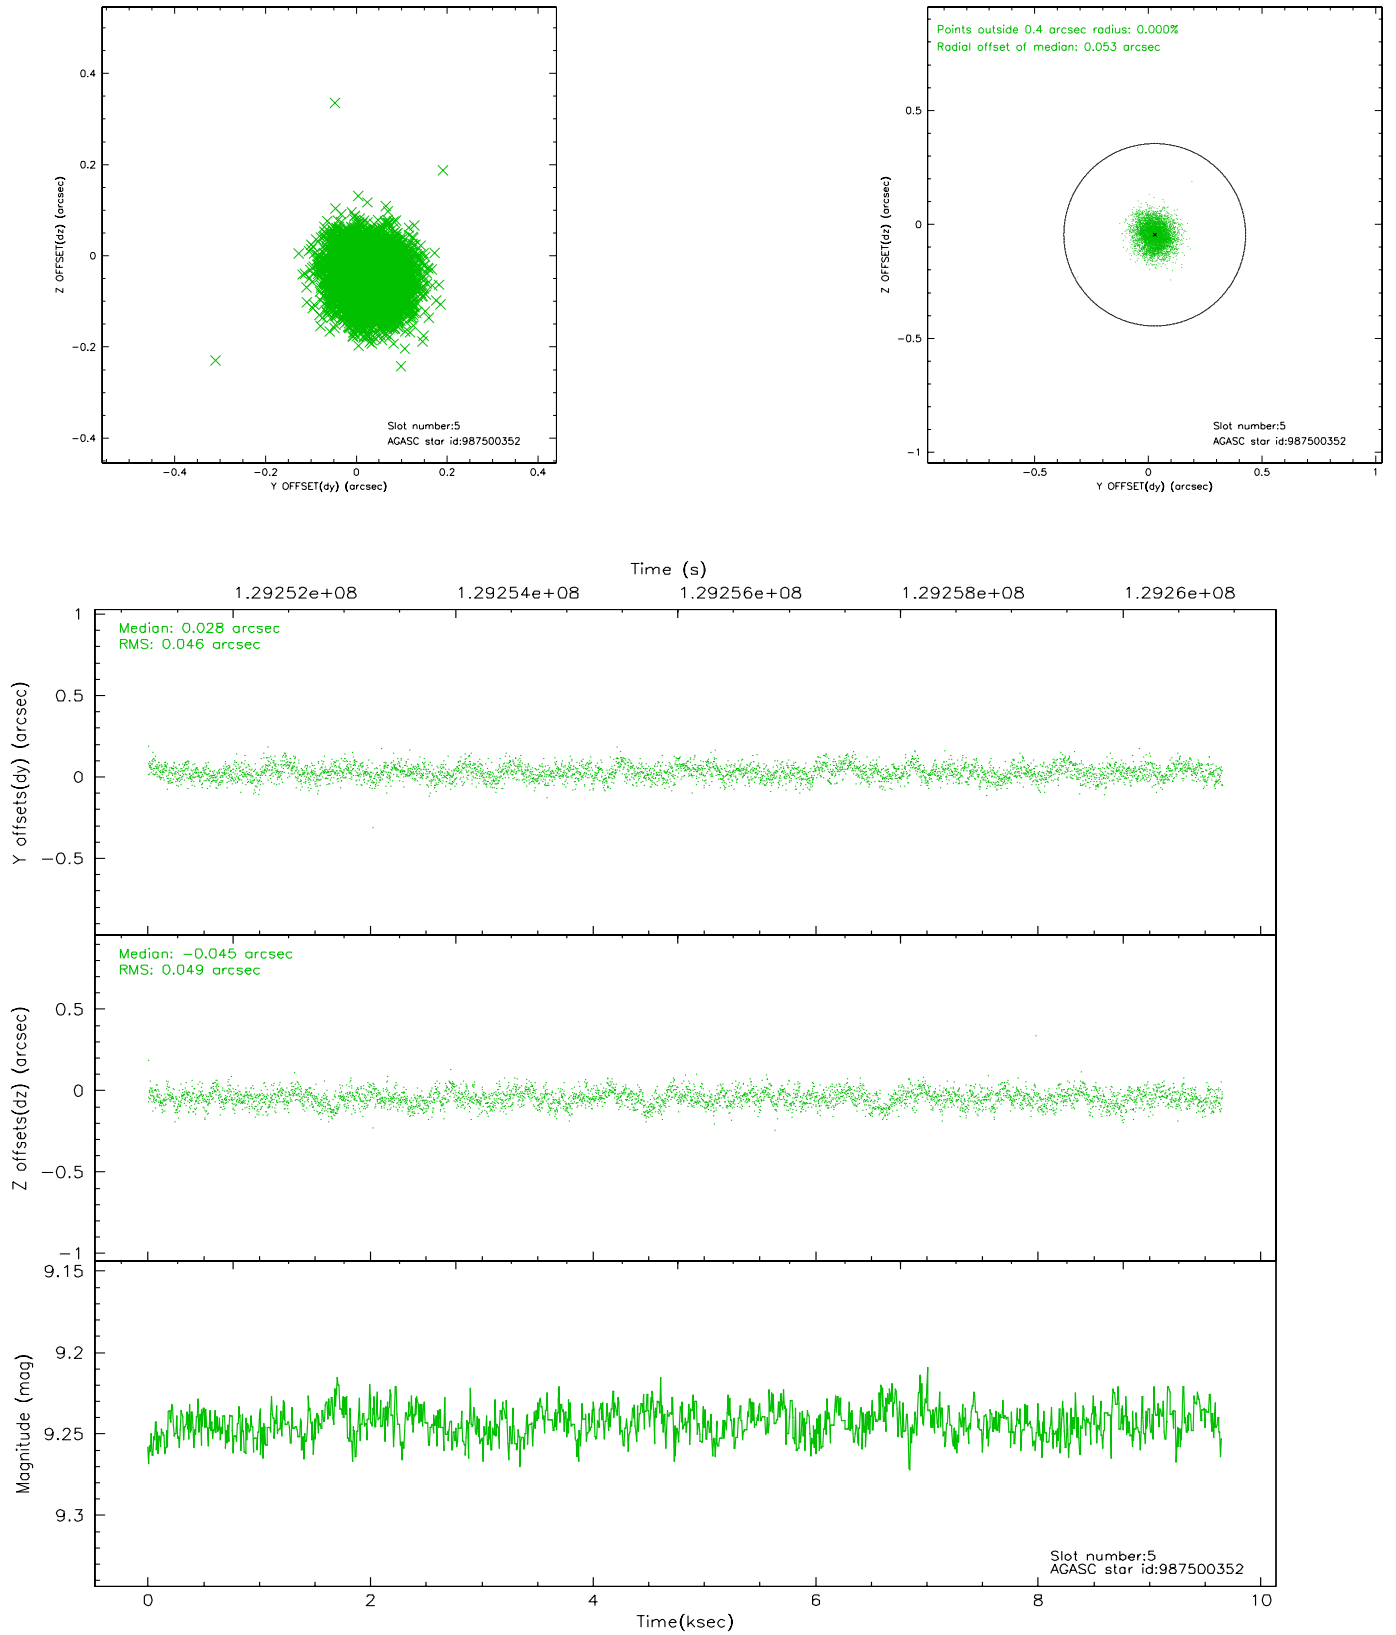 0.4
0.2
0
−0.2
−0.4
Z OFFSET(dz) (arcsec)
Slot number:5
AGASC star id:987500352
−0.4 −0.2 0 0.2 0.4
Y OFFSET(dy) (arcsec)
Points outside 0.4 arcsec radius: 0.000%
Radial offset of median: 0.053 arcsec
0.5
0
−0.5
−1
Z OFFSET(dz) (arcsec)
Slot number:5
AGASC star id:987500352
−0.5 0 0.5 1
Y OFFSET(dy) (arcsec)
Time (s)
1.29252e+08 1.29254e+08 1.29256e+08 1.29258e+08 1.2926e+08
Median: 0.028 arcsec
RMS: 0.046 arcsec
1
0.5
0
−0.5
Y offsets(dy) (arcsec)
Median: −0.045 arcsec
RMS: 0.049 arcsec
0.5
0
−0.5
−1
Z offsets(dz) (arcsec)
9.15
9.2
9.25
9.3
Magnitude (mag)
Slot number:5
AGASC star id:987500352
0 2 4 6 8 10
Time(ksec)